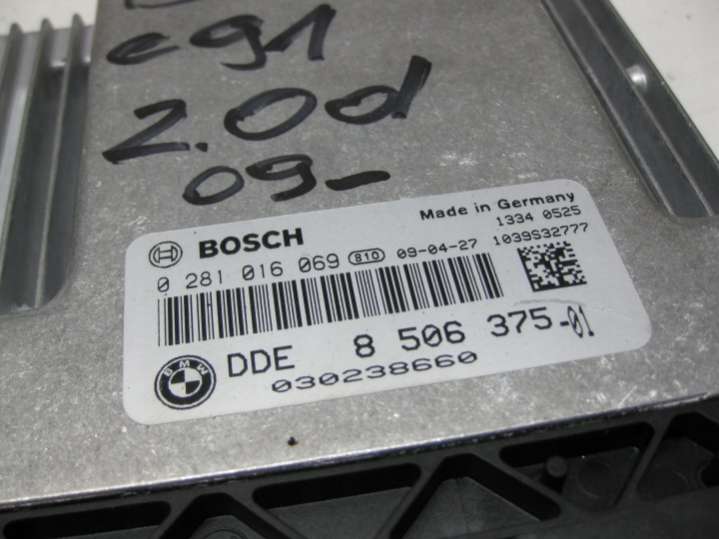 e91
2.0d
09-
Made in Germany
BOSCH 1334 0525
0 281 016 069 810 09-04-27 1039S32777
BMW DDE 8 506 375-01
030238660